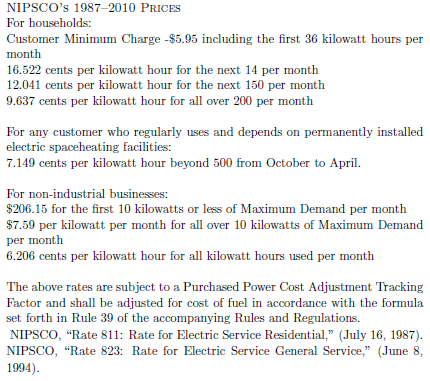 NIPSCO's 1987–2010 Prices
For households:
Customer Minimum Charge -$5.95 including the first 36 kilowatt hours per
month
16.522 cents per kilowatt hour for the next 14 per month
12.041 cents per kilowatt hour for the next 150 per month
9.637 cents per kilowatt hour for all over 200 per month

For any customer who regularly uses and depends on permanently installed
electric spaceheating facilities:
7.149 cents per kilowatt hour beyond 500 from October to April.

For non-industrial businesses:
$206.15 for the first 10 kilowatts or less of Maximum Demand per month
$7.59 per kilowatt per month for all over 10 kilowatts of Maximum Demand
per month
6.206 cents per kilowatt hour for all kilowatt hours used per month

The above rates are subject to a Purchased Power Cost Adjustment Tracking
Factor and shall be adjusted for cost of fuel in accordance with the formula
set forth in Rule 39 of the accompanying Rules and Regulations.
NIPSCO, “Rate 811: Rate for Electric Service Residential,” (July 16, 1987).
NIPSCO, “Rate 823: Rate for Electric Service General Service,” (June 8,
1994).